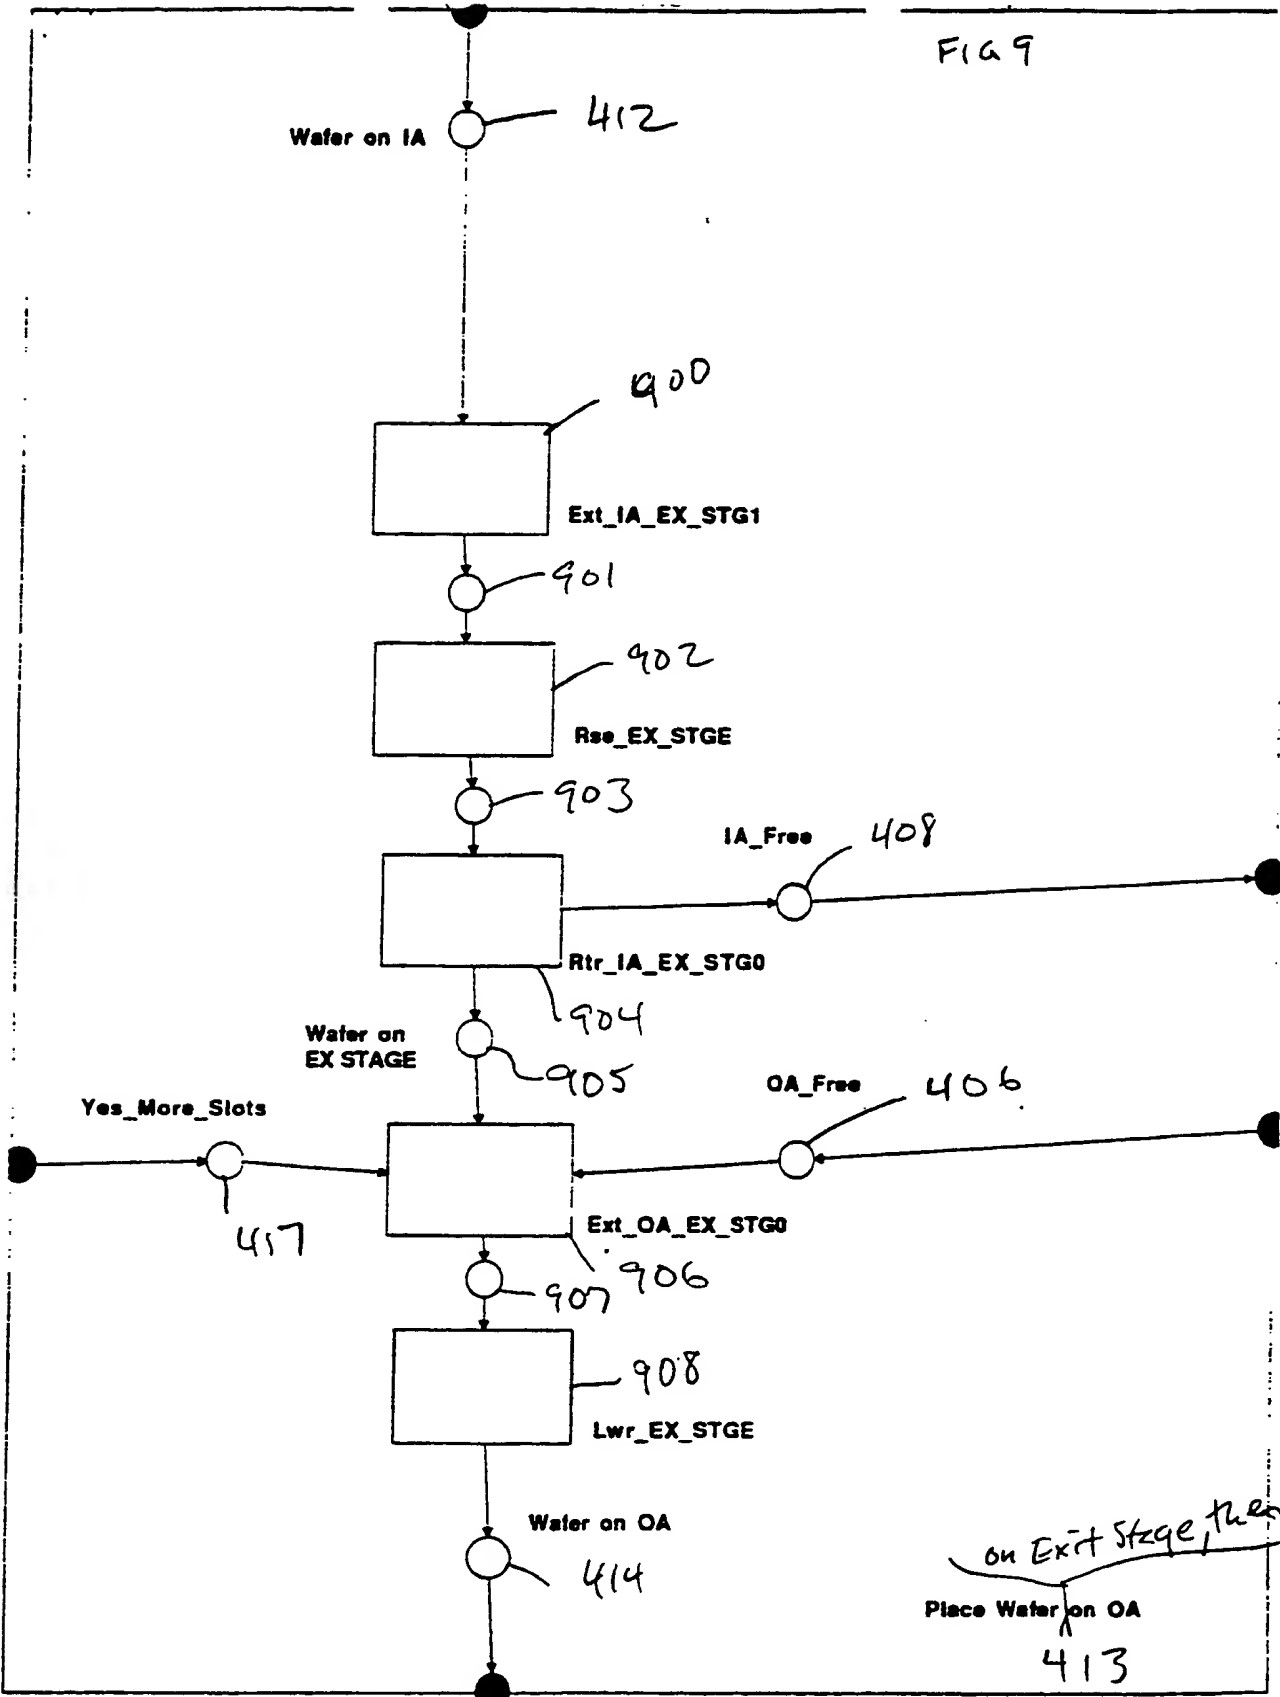 FIG 9
Wafer on IA
412
900
Ext_IA_EX_STG1
901
902
Rse_EX_STGE
903
IA_Free
408
Rtr_IA_EX_STG0
904
Wafer on
EX STAGE
905
OA_Free
406
Yes_More_Slots
417
Ext_OA_EX_STG0
906
907
908
Lwr_EX_STGE
Wafer on OA
414
on Exit Stage, then
Place Wafer on OA
413